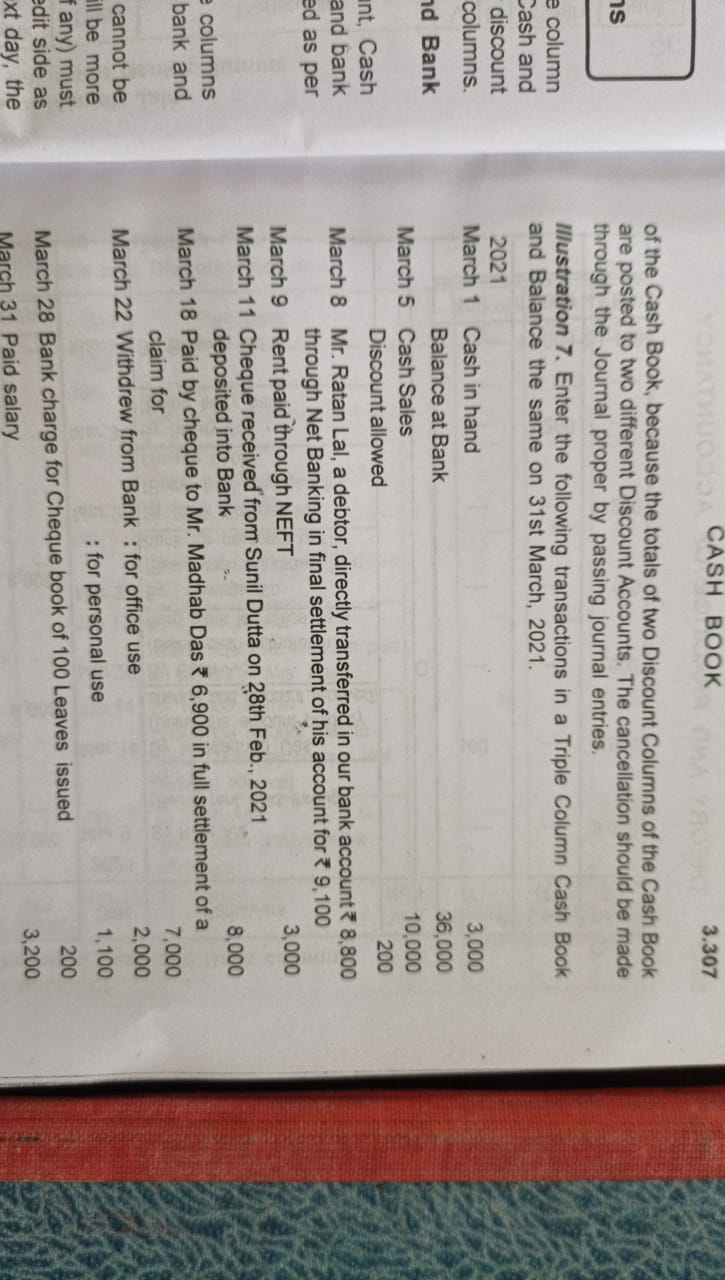 CASH BOOK 3.307
of the Cash Book, because the totals of two Discount Columns of the Cash Book
are posted to two different Discount Accounts. The cancellation should be made
through the Journal proper by passing journal entries.
Illustration 7. Enter the following transactions in a Triple Column Cash Book
and Balance the same on 31st March, 2021.
2021
March 1 Cash in hand 3,000
Balance at Bank 36,000
March 5 Cash Sales 10,000
Discount allowed 200
March 8 Mr. Ratan Lal, a debtor, directly transferred in our bank account ₹ 8,800
through Net Banking in final settlement of his account for ₹ 9,100
March 9 Rent paid through NEFT 3,000
March 11 Cheque received from Sunil Dutta on 28th Feb., 2021
deposited into Bank 8,000
March 18 Paid by cheque to Mr. Madhab Das ₹ 6,900 in full settlement of a
claim for 7,000
March 22 Withdrew from Bank : for office use 2,000
: for personal use 1,100
March 28 Bank charge for Cheque book of 100 Leaves issued 200
March 31 Paid salary 3,200
ns
e column
Cash and
discount
columns.
nd Bank
int, Cash
and bank
ed as per
e columns
bank and
cannot be
ill be more
f any) must
edit side as
ext day, the